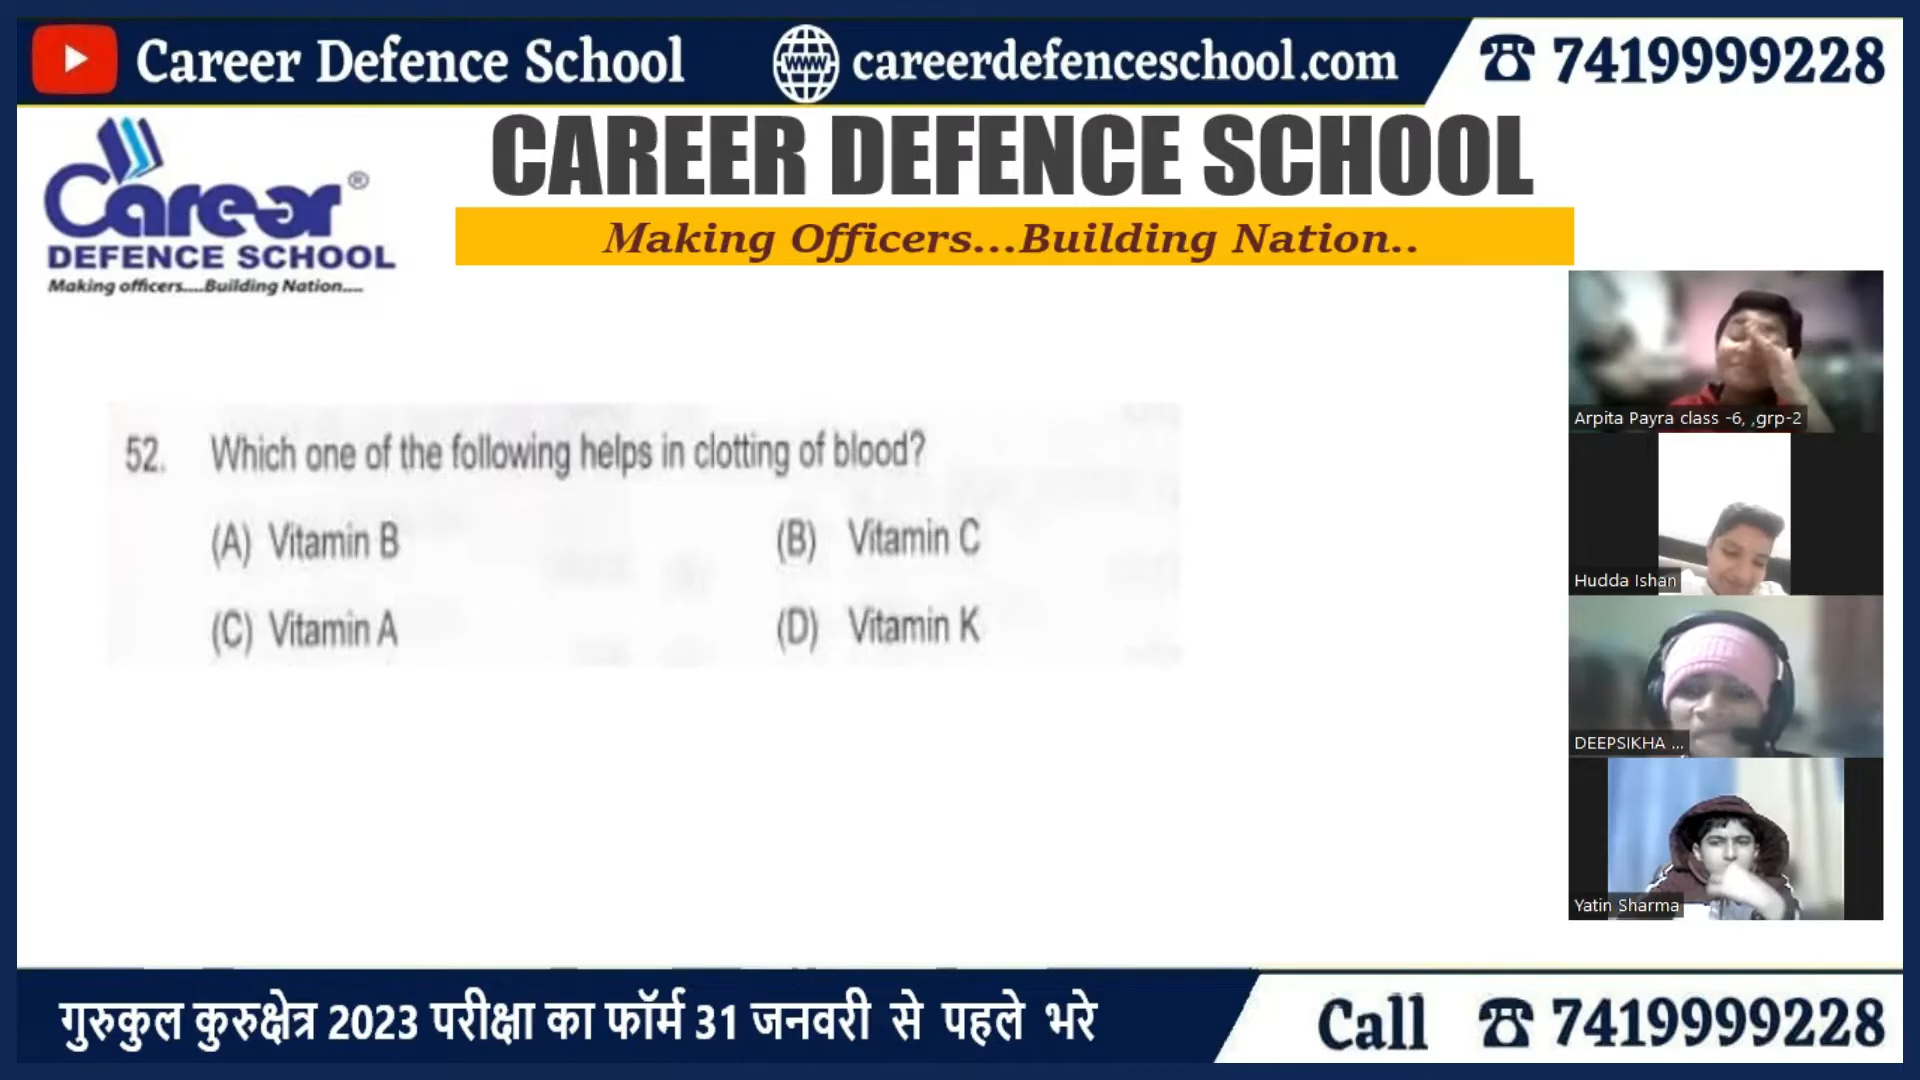 Career Defence School
www
careerdefenceschool.com
7419999228
Career®
DEFENCE SCHOOL
Making officers....Building Nation....
CAREER DEFENCE SCHOOL
Making Officers...Building Nation..
52. Which one of the following helps in clotting of blood?
(A) Vitamin B (B) Vitamin C
(C) Vitamin A (D) Vitamin K
Arpita Payra class -6, ,grp-2
Hudda Ishan
DEEPSIKHA ...
Yatin Sharma
गुरुकुल कुरुक्षेत्र 2023 परीक्षा का फॉर्म 31 जनवरी से पहले भरे
Call 7419999228